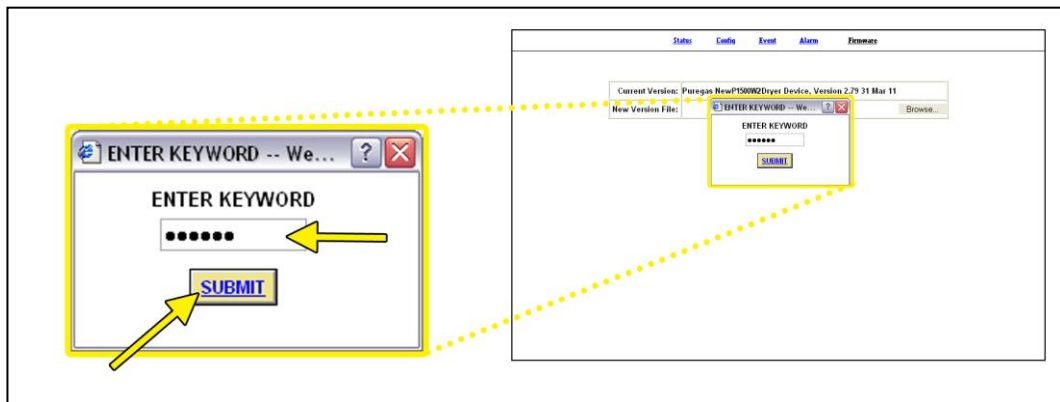 ENTER KEYWORD -- We...
ENTER KEYWORD
••••••
SUBMIT
Status Config Event Alarm Firmware
Current Version: Puregas NewP1500W2Dryer Device, Version 2.79 31 Mar 11
New Version File: Browse...
ENTER KEYWORD -- We...
ENTER KEYWORD
••••••
SUBMIT